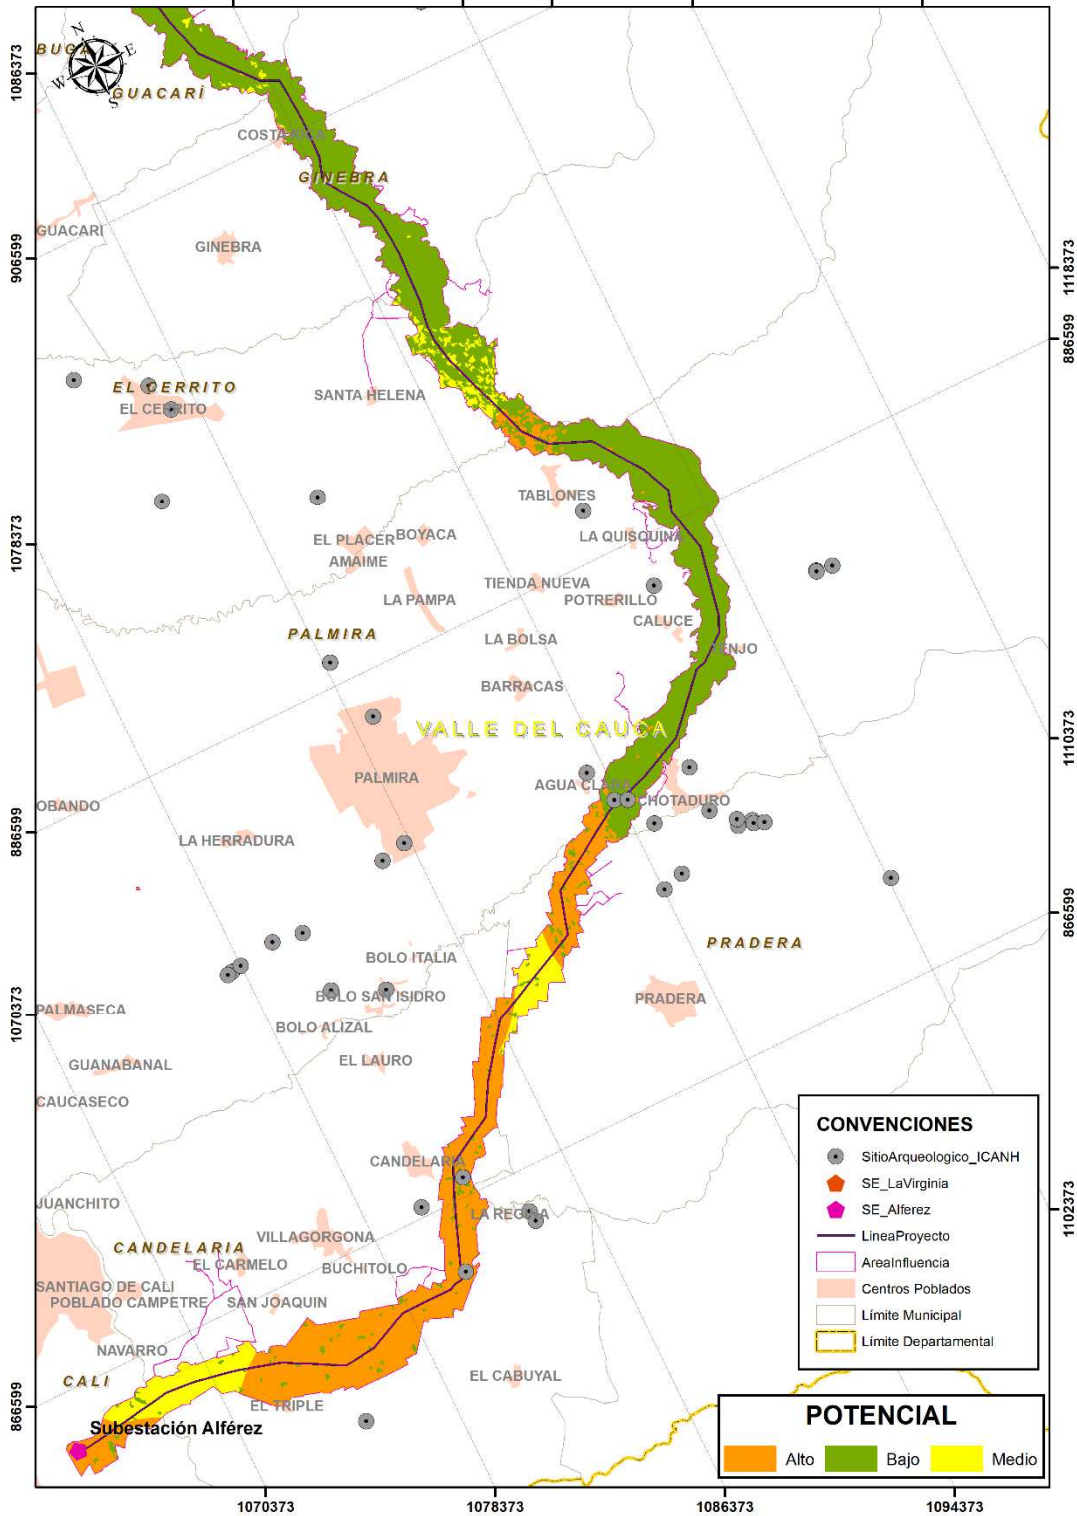 N
E
W
S
BUGA
GUACARÍ
COSTA RICA
GINEBRA
GUACARI
GINEBRA
EL CERRITO
EL CERRITO
SANTA HELENA
TABLONES
EL PLACER
BOYACA
LA QUISQUINA
AMAIME
TIENDA NUEVA
LA PAMPA
POTRERILLO
CALUCE
PALMIRA
LA BOLSA
TENJO
BARRACAS
VALLE DEL CAUCA
PALMIRA
AGUA CLARA
CHOTADURO
OBANDO
LA HERRADURA
PRADERA
BOLO ITALIA
BOLO SAN ISIDRO
PRADERA
PALMASECA
BOLO ALIZAL
GUANABANAL
EL LAURO
CAUCASECO
CANDELARIA
JUANCHITO
LA REGINA
VILLAGORGONA
CANDELARIA
EL CARMELO
BUCHITOLO
SANTIAGO DE CALI
POBLADO CAMPETRE
SAN JOAQUIN
NAVARRO
CALI
EL CABUYAL
EL TRIPLE
Subestación Alférez
CONVENCIONES
SitioArqueologico_ICANH
SE_LaVirginia
SE_Alferez
LineaProyecto
AreaInfluencia
Centros Poblados
Límite Municipal
Límite Departamental
POTENCIAL
Alto
Bajo
Medio
1086373
906599
1078373
886599
1070373
866599
1118373
886599
1110373
866599
1102373
1070373
1078373
1086373
1094373